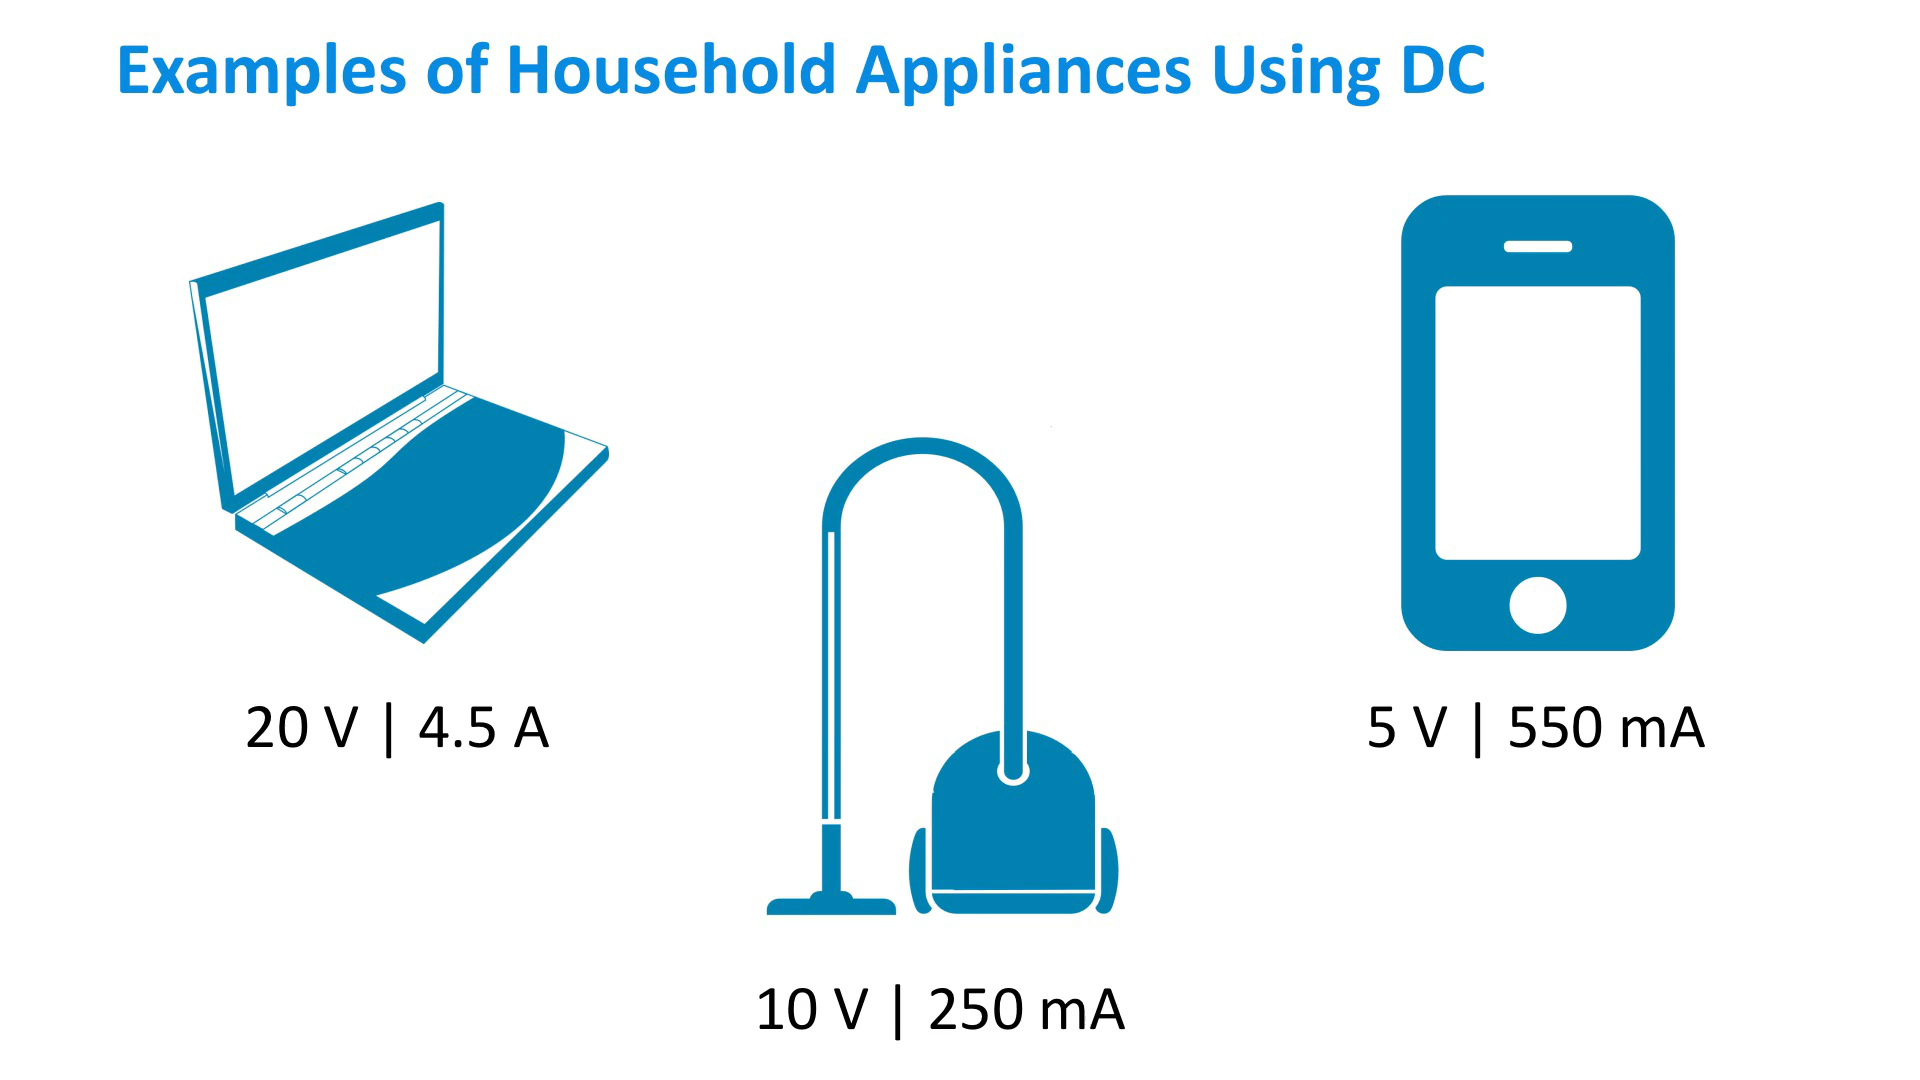 Examples of Household Appliances Using DC
20 V | 4.5 A
5 V | 550 mA
10 V | 250 mA